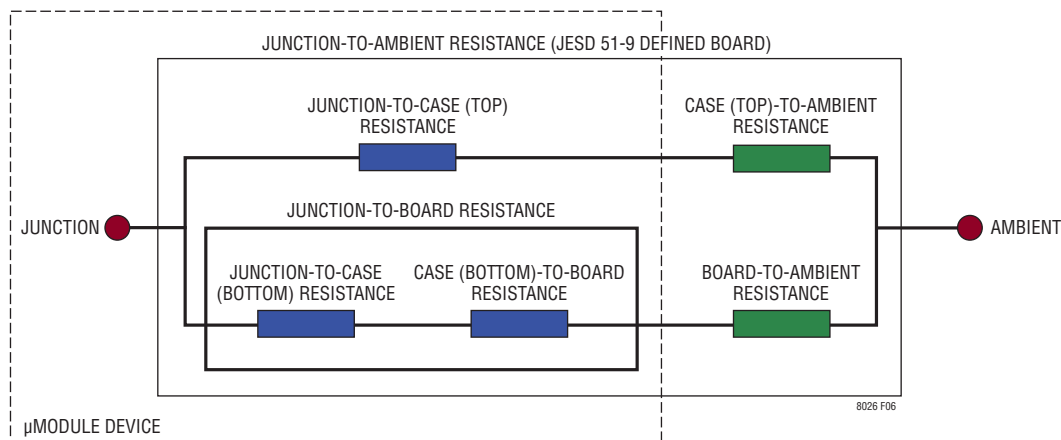 JUNCTION-TO-AMBIENT RESISTANCE (JESD 51-9 DEFINED BOARD)
JUNCTION-TO-CASE (TOP)
RESISTANCE
CASE (TOP)-TO-AMBIENT
RESISTANCE
JUNCTION-TO-BOARD RESISTANCE
JUNCTION
AMBIENT
JUNCTION-TO-CASE
(BOTTOM) RESISTANCE
CASE (BOTTOM)-TO-BOARD
RESISTANCE
BOARD-TO-AMBIENT
RESISTANCE
8026 F06
µMODULE DEVICE